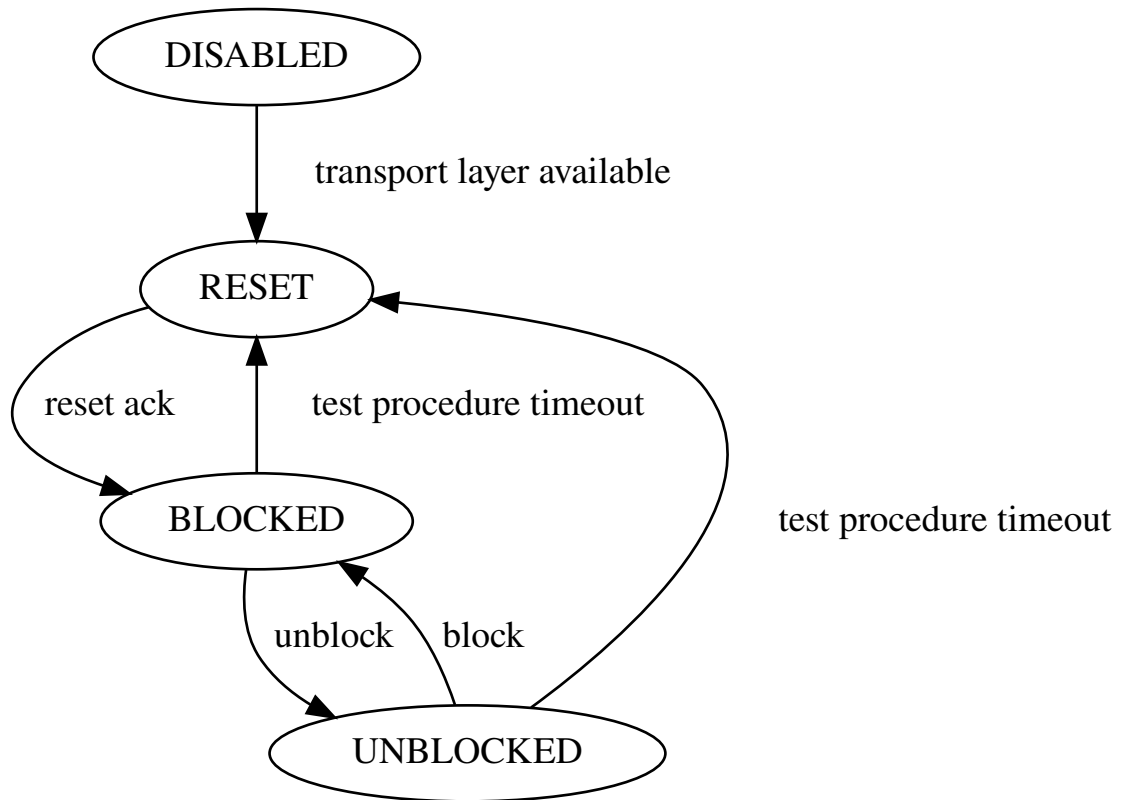 DISABLED
transport layer available
RESET
reset ack
test procedure timeout
BLOCKED
test procedure timeout
unblock
block
UNBLOCKED